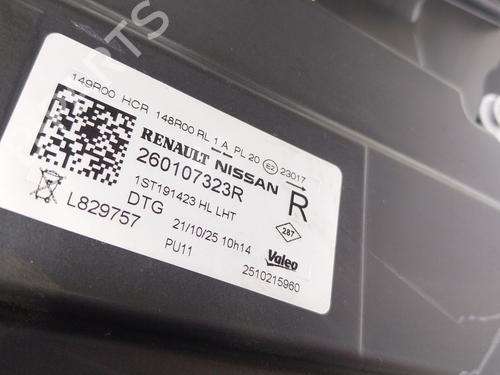 149R00 HCR 148R00 RL 1 A PL 20 E2 23017
RENAULT NISSAN
260107323R
1ST191423 HL LHT
R
L829757
DTG
21/10/25 10h14
287
PU11
Valeo
2510215960
PARTS